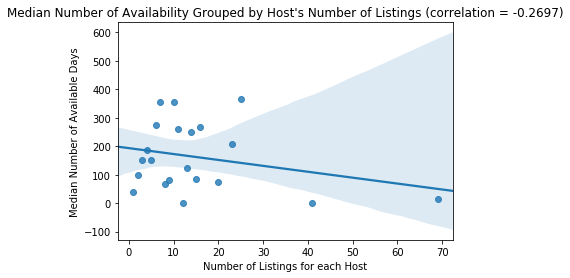 Median Number of Availability Grouped by Host's Number of Listings (correlation = -0.2697)
600
500
400
300
200
100
0
−100
Median Number of Available Days
0 10 20 30 40 50 60 70
Number of Listings for each Host